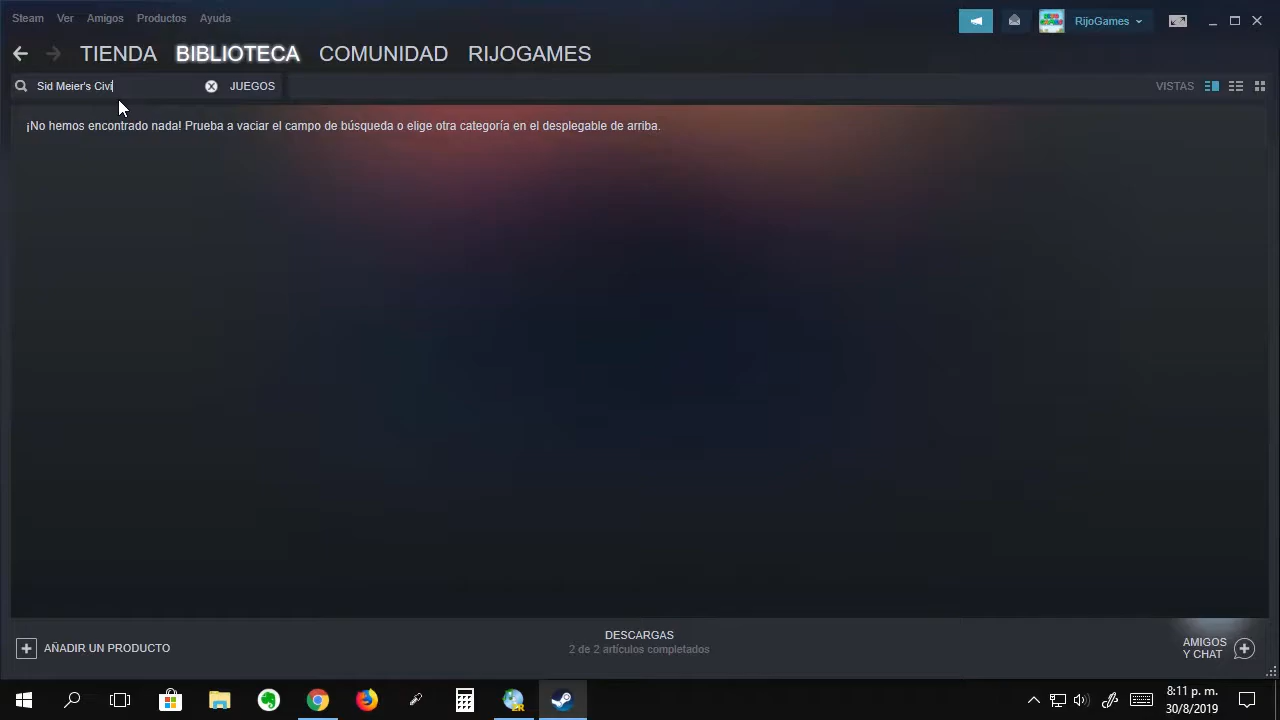 Steam Ver Amigos Productos Ayuda
RijoGames
TIENDA BIBLIOTECA COMUNIDAD RIJOGAMES
Sid Meier's Civi JUEGOS VISTAS
¡No hemos encontrado nada! Prueba a vaciar el campo de búsqueda o elige otra categoría en el desplegable de arriba.
DESCARGAS
2 de 2 artículos completados
AÑADIR UN PRODUCTO
AMIGOS
Y CHAT
8:11 p. m.
30/8/2019